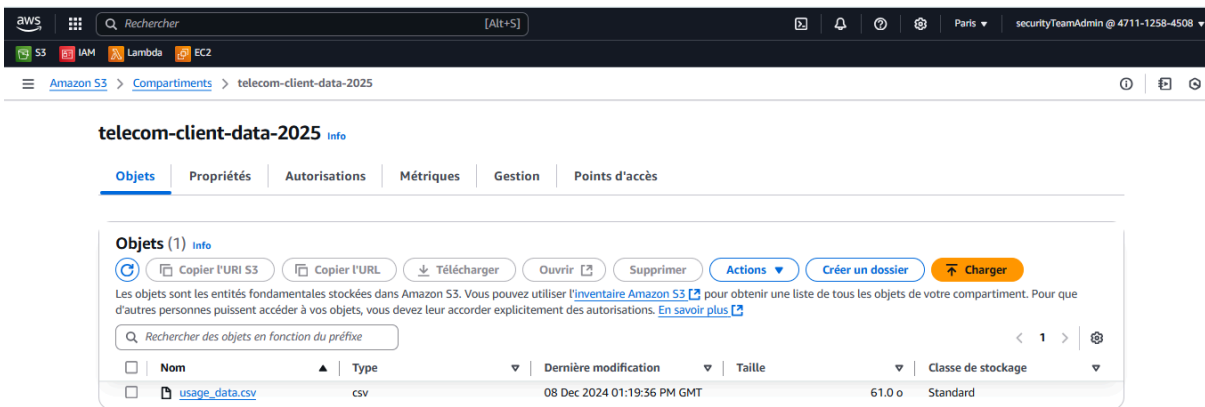 aws Rechercher [Alt+S] Paris securityTeamAdmin @ 4711-1258-4508
S3 IAM Lambda EC2
Amazon S3 > Compartiments > telecom-client-data-2025
telecom-client-data-2025 Info
Objets Propriétés Autorisations Métriques Gestion Points d'accès
Objets (1) Info
Copier l'URI S3 Copier l'URL Télécharger Ouvrir Supprimer Actions Créer un dossier Charger
Les objets sont les entités fondamentales stockées dans Amazon S3. Vous pouvez utiliser l'inventaire Amazon S3 pour obtenir une liste de tous les objets de votre compartiment. Pour que
d'autres personnes puissent accéder à vos objets, vous devez leur accorder explicitement des autorisations. En savoir plus
Rechercher des objets en fonction du préfixe < 1 >
Nom Type Dernière modification Taille Classe de stockage
usage_data.csv csv 08 Dec 2024 01:19:36 PM GMT 61.0 o Standard